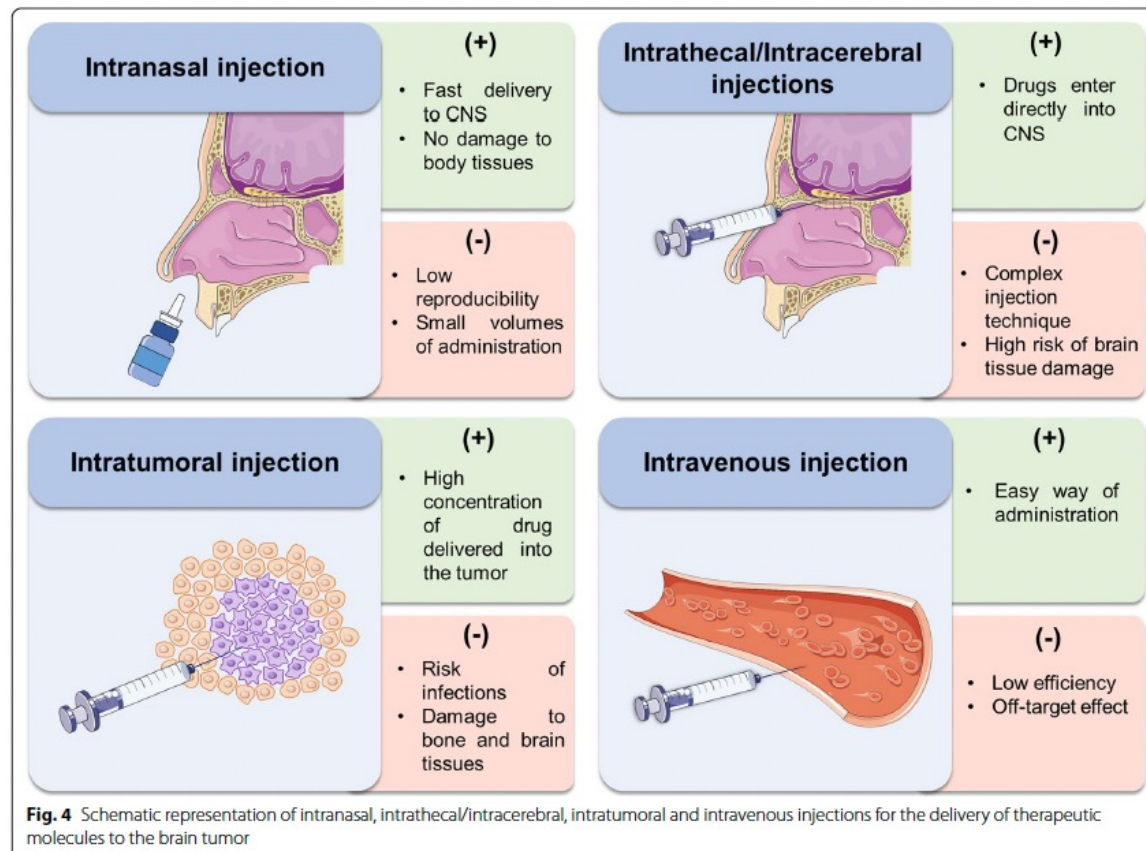 Intranasal injection
(+)
• Fast delivery
to CNS
• No damage to
body tissues
(-)
• Low
reproducibility
• Small volumes
of administration
Intrathecal/Intracerebral
injections
(+)
• Drugs enter
directly into
CNS
(-)
• Complex
injection
technique
• High risk of brain
tissue damage
Intratumoral injection
(+)
• High
concentration
of drug
delivered into
the tumor
(-)
• Risk of
infections
• Damage to
bone and brain
tissues
Intravenous injection
(+)
• Easy way of
administration
(-)
• Low efficiency
• Off-target effect
Fig. 4 Schematic representation of intranasal, intrathecal/intracerebral, intratumoral and intravenous injections for the delivery of therapeutic
molecules to the brain tumor